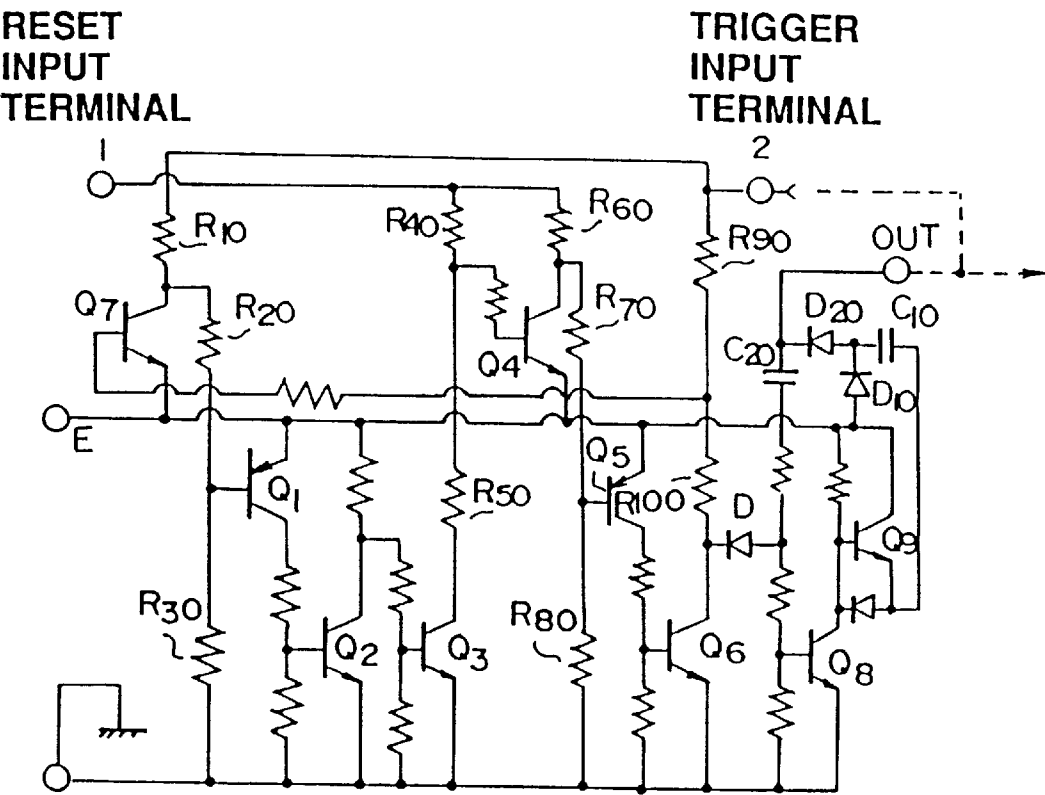 RESET
INPUT
TERMINAL
TRIGGER
INPUT
TERMINAL
1
2
R10
R40
R60
R90
OUT
Q7
R20
R70
D20
C10
Q4
C20
D10
E
Q1
Q5
R50
R100
D
Q9
R30
R80
Q2
Q3
Q6
Q8